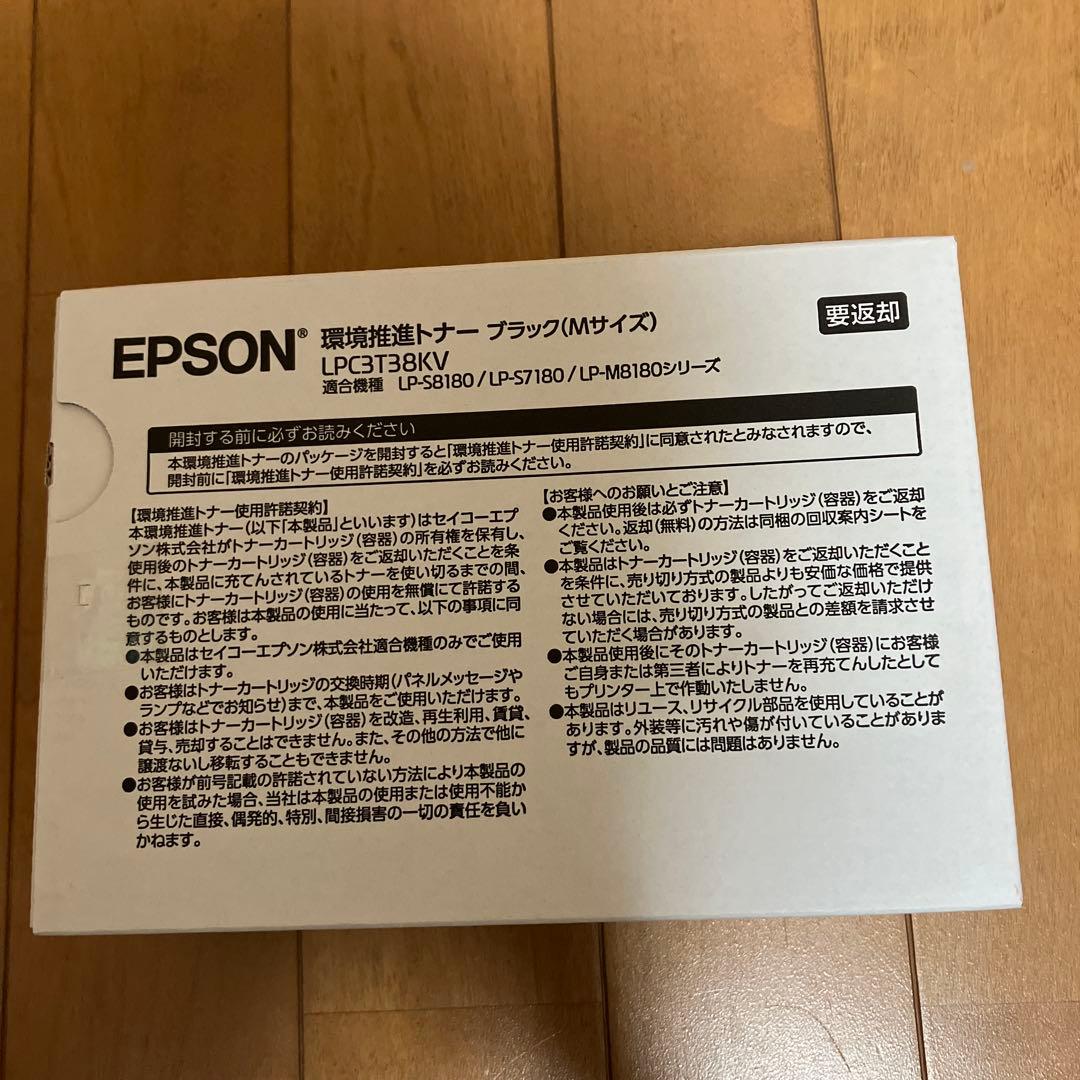 EPSON®
環境推進トナー ブラック(Mサイズ)
LPC3T38KV
適合機種 LP-S8180/LP-S7180/LP-M8180シリーズ
要返却
開封する前に必ずお読みください
本環境推進トナーのパッケージを開封すると「環境推進トナー使用許諾契約」に同意されたとみなされますので、
開封前に「環境推進トナー使用許諾契約」を必ずお読みください。
【環境推進トナー使用許諾契約】
本環境推進トナー(以下「本製品」といいます)はセイコーエプ
ソン株式会社がトナーカートリッジ(容器)の所有権を保有し、
使用後のトナーカートリッジ(容器)をご返却いただくことを条
件に、本製品に充てんされているトナーを使い切るまでの間、
お客様にトナーカートリッジ(容器)の使用を無償にて許諾する
ものです。お客様は本製品の使用に当たって、以下の事項に同
意するものとします。
●本製品はセイコーエプソン株式会社適合機種のみでご使用
いただけます。
●お客様はトナーカートリッジの交換時期(パネルメッセージや
ランプなどでお知らせ)まで、本製品をご使用いただけます。
●お客様はトナーカートリッジ(容器)を改造、再生利用、賃貸、
貸与、売却することはできません。また、その他の方法で他に
譲渡ないし移転することもできません。
●お客様が前号記載の許諾されていない方法により本製品の
使用を試みた場合、当社は本製品の使用または使用不能か
ら生じた直接、偶発的、特別、間接損害の一切の責任を負い
かねます。
【お客様へのお願いとご注意】
●本製品使用後は必ずトナーカートリッジ(容器)をご返却
ください。返却(無料)の方法は同梱の回収案内シートを
ご覧ください。
●本製品はトナーカートリッジ(容器)をご返却いただくこと
を条件に、売り切り方式の製品よりも安価な価格で提供
させていただいております。したがってご返却いただけ
ない場合には、売り切り方式の製品との差額を請求させ
ていただく場合があります。
●本製品使用後にそのトナーカートリッジ(容器)にお客様
ご自身または第三者によりトナーを再充てんしたとして
もプリンター上で作動いたしません。
●本製品はリユース、リサイクル部品を使用していることが
あります。外装等に汚れや傷が付いていることがありま
すが、製品の品質には問題はありません。